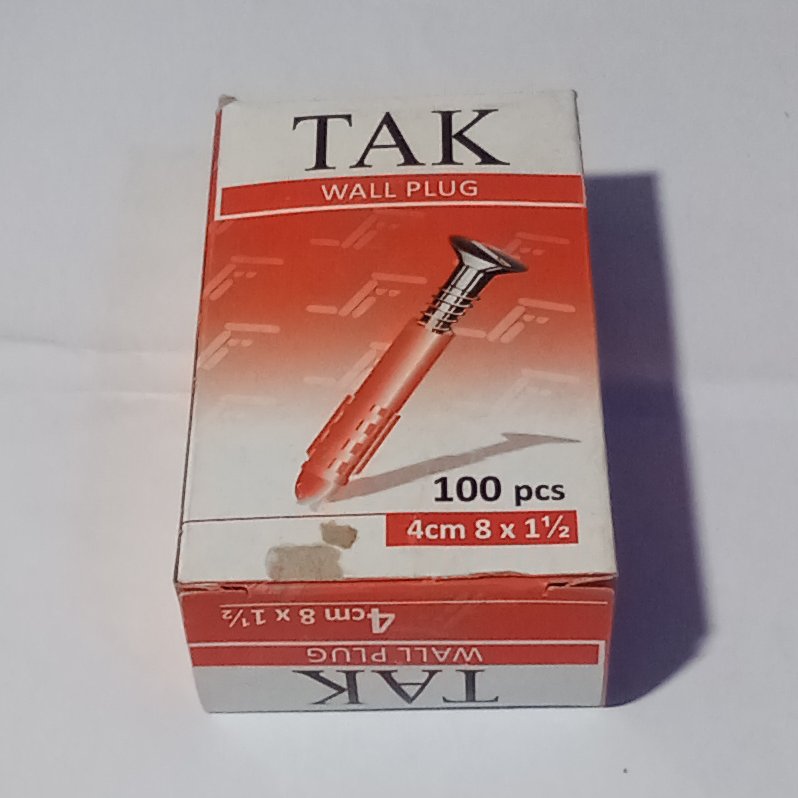 TAK
WALL PLUG
100 pcs
4cm 8 x 1½
4cm 8 x 1½
WALL PLUG
TAK